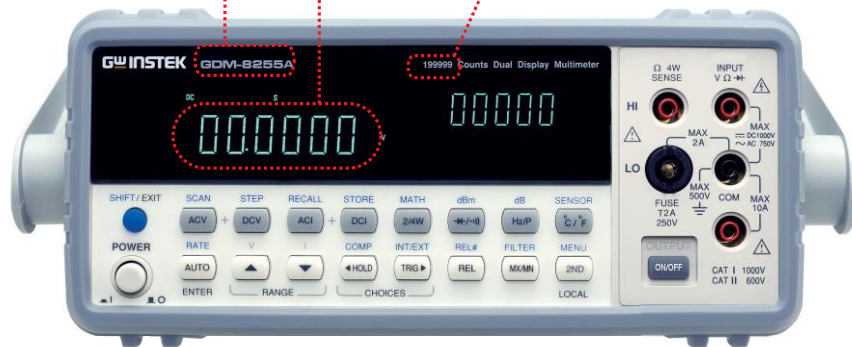 GWINSTEK GDM-8255A
199999 Counts Dual Display Multimeter
DC S
00.0000 V
00000
Ω 4W SENSE
INPUT V Ω
HI
LO
MAX 2A
MAX DC1000V AC 750V
MAX 500V
COM
MAX 10A
FUSE T2A 250V
OUTPUT
ON/OFF
CAT I 1000V
CAT II 600V
SHIFT/EXIT SCAN STEP RECALL STORE MATH dBm dB SENSOR
ACV + DCV ACI + DCI 2/4W Hz/P °C/°F
POWER RATE V I COMP INT/EXT REL# FILTER MENU
AUTO HOLD TRIG REL MX/MN 2ND
I O ENTER RANGE CHOICES LOCAL